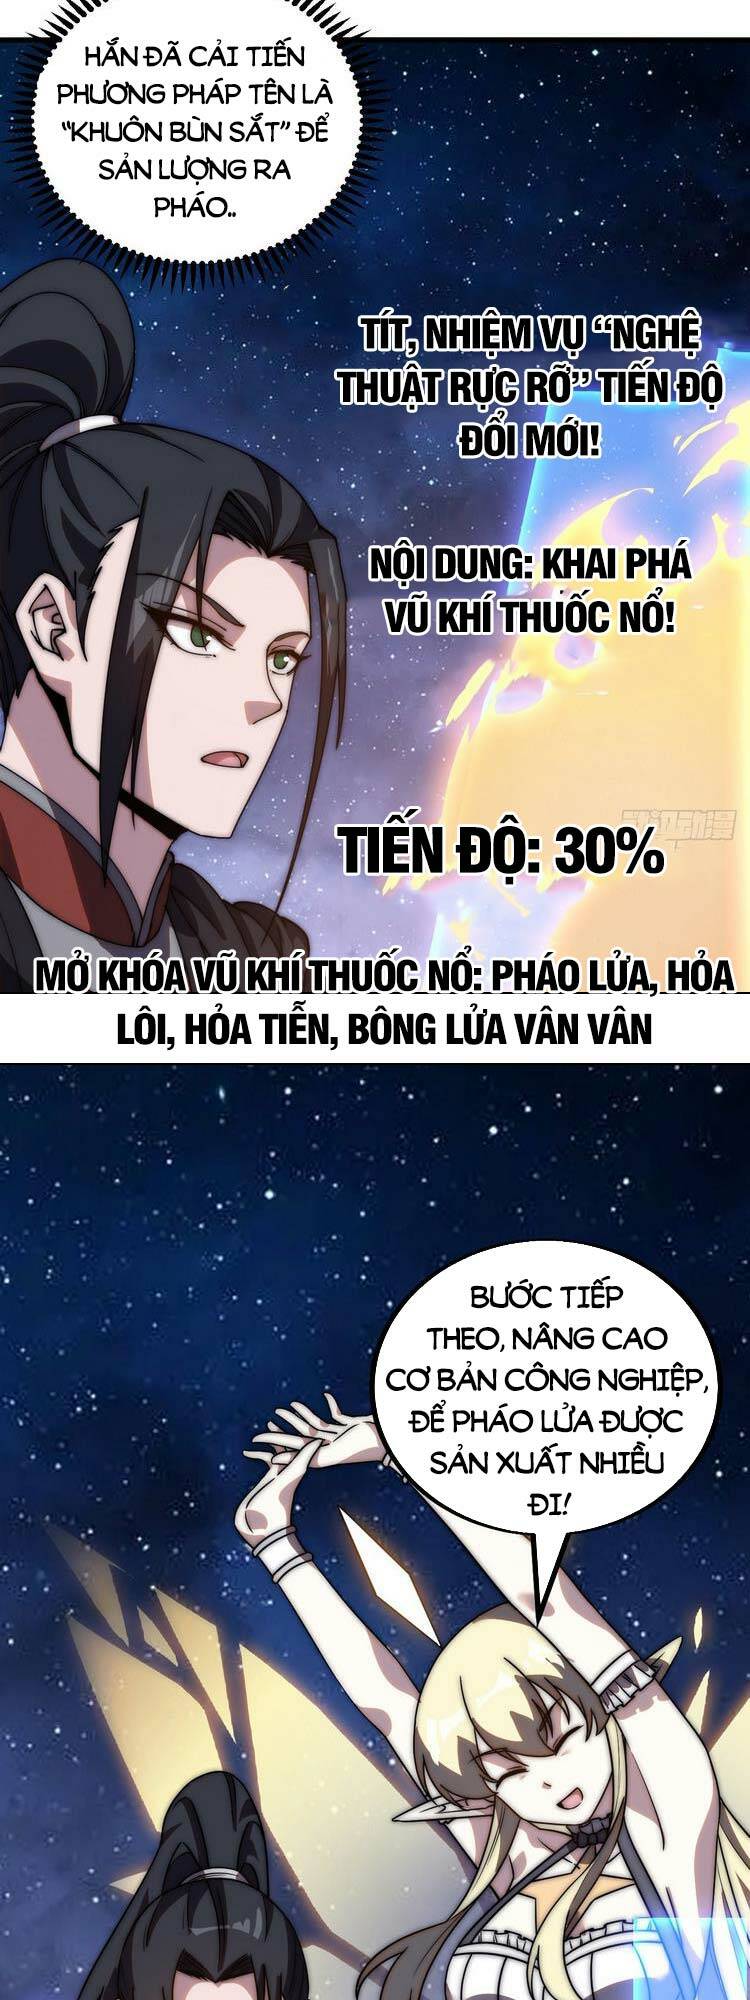 HẮN ĐÃ CẢI TIẾN
PHƯƠNG PHÁP TÊN LÀ
“KHUÔN BÙN SẮT” ĐỂ
SẢN LƯỢNG RA
PHÁO..
TÍT, NHIỆM VỤ “NGHỆ
THUẬT RỰC RỠ” TIẾN ĐỘ
ĐỔI MỚI!
NỘI DUNG: KHAI PHÁ
VŨ KHÍ THUỐC NỔ!
TIẾN ĐỘ: 30%
MỞ KHÓA VŨ KHÍ THUỐC NỔ: PHÁO LỬA, HỎA
LÔI, HỎA TIỄN, BÔNG LỬA VÂN VÂN
BƯỚC TIẾP
THEO, NÂNG CAO
CƠ BẢN CÔNG NGHIỆP,
ĐỂ PHÁO LỬA ĐƯỢC
SẢN XUẤT NHIỀU
ĐI!